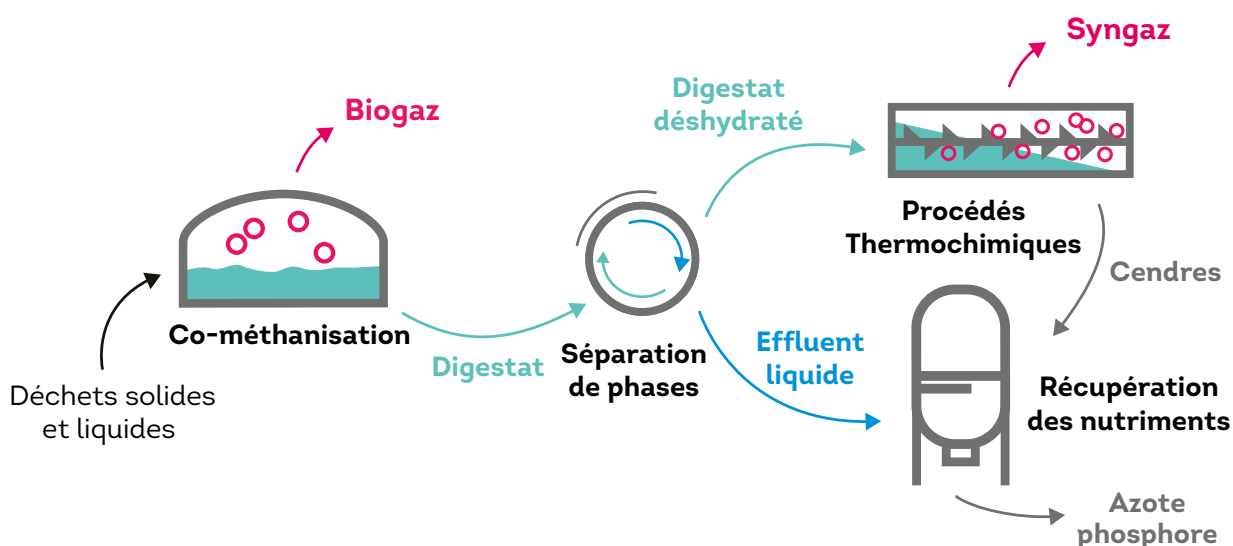 Syngaz
Biogaz
Digestat
déshydraté
Procédés
Thermochimiques
Cendres
Co-méthanisation
Digestat
Séparation
de phases
Effluent
liquide
Déchets solides
et liquides
Récupération
des nutriments
Azote
phosphore